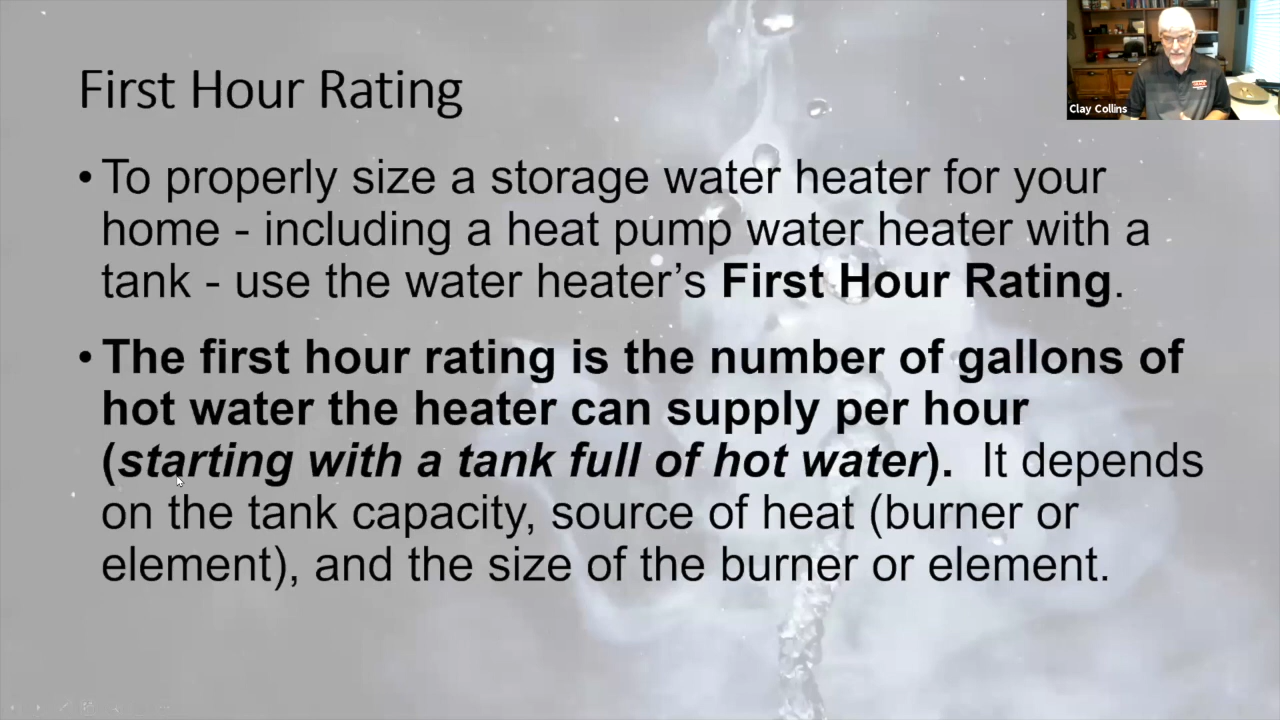 First Hour Rating
Clay Collins
• To properly size a storage water heater for your
home - including a heat pump water heater with a
tank - use the water heater’s First Hour Rating.
• The first hour rating is the number of gallons of
hot water the heater can supply per hour
(starting with a tank full of hot water). It depends
on the tank capacity, source of heat (burner or
element), and the size of the burner or element.